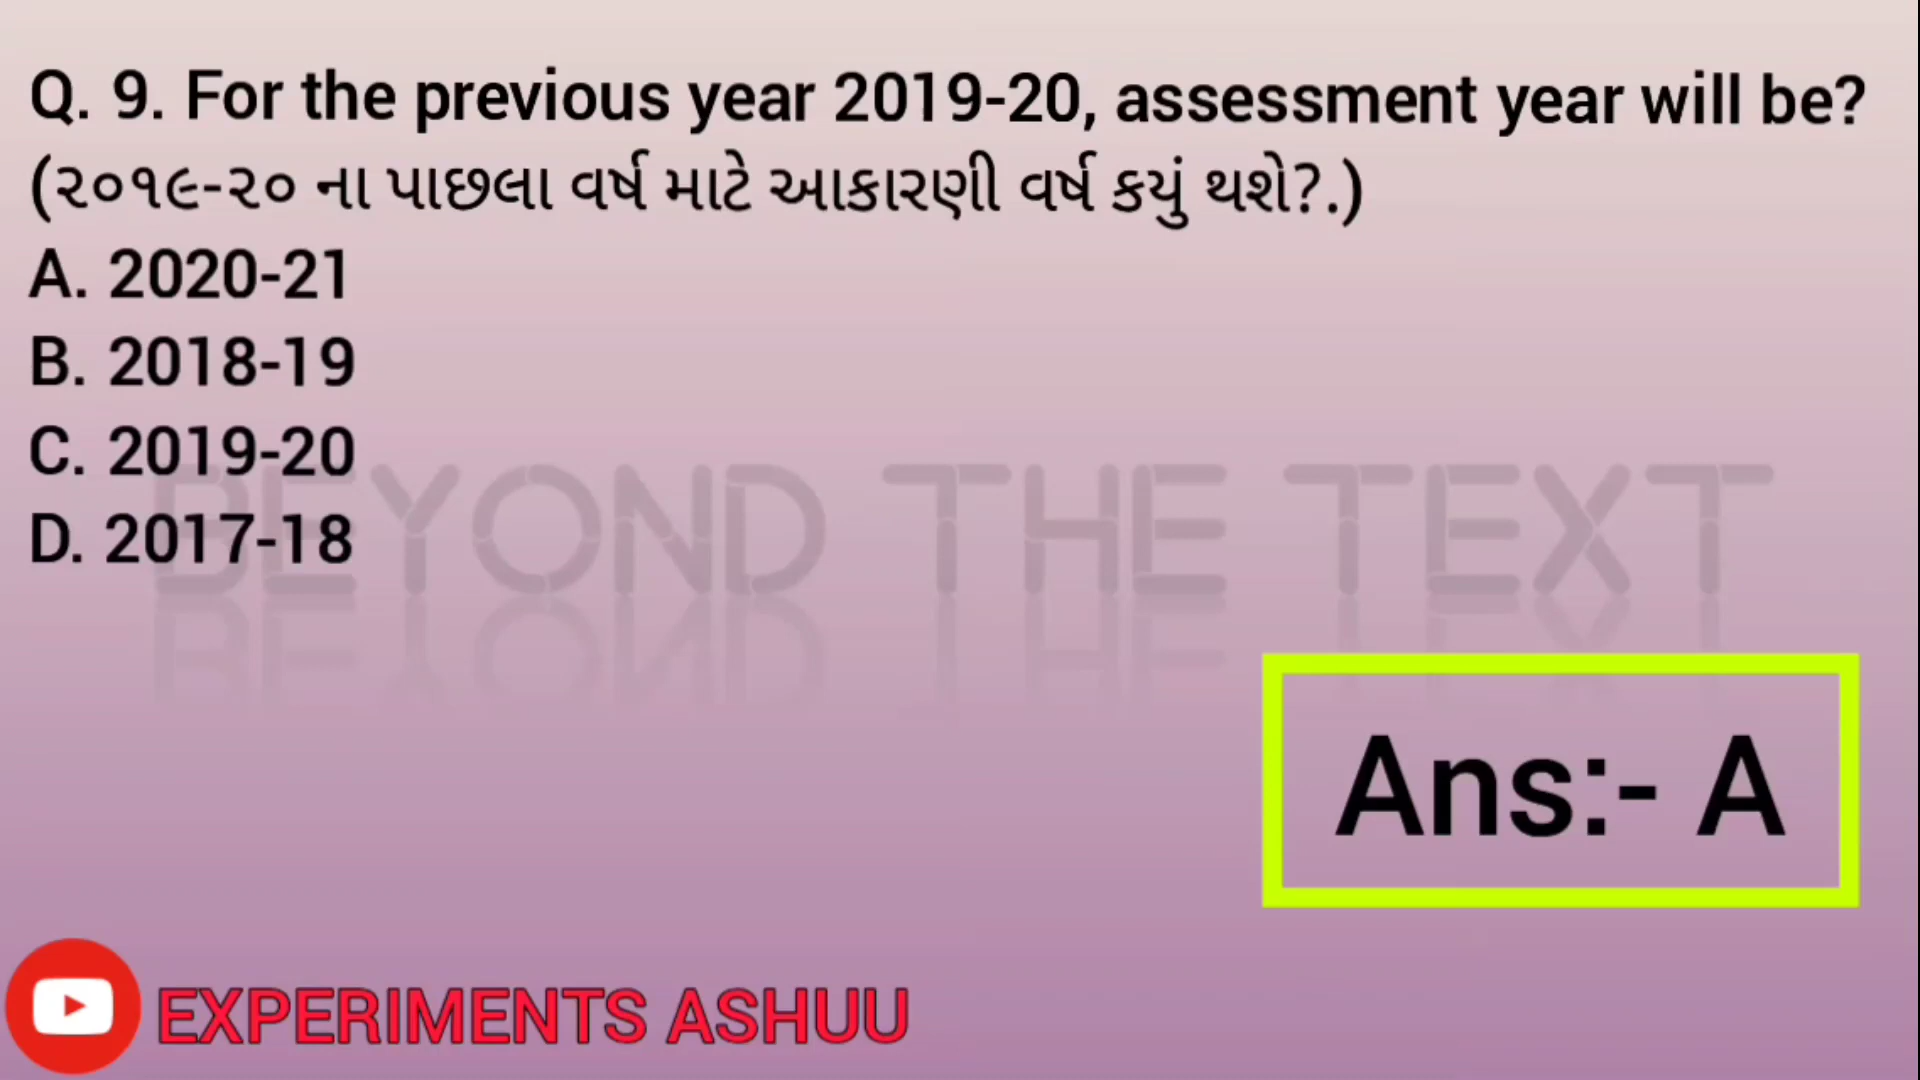 Q. 9. For the previous year 2019-20, assessment year will be?
(૨૦૧૯-૨૦ ના પાછલા વર્ષ માટે આકારણી વર્ષ કયું થશે?.)
A. 2020-21
B. 2018-19
C. 2019-20
D. 2017-18
BEYOND THE TEXT
Ans:- A
EXPERIMENTS ASHUU